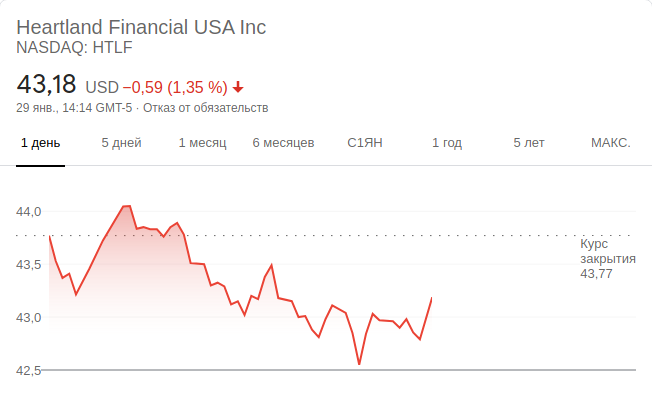 Heartland Financial USA Inc
NASDAQ: HTLF
43,18 USD −0,59 (1,35 %)
29 янв., 14:14 GMT-5 · Отказ от обязательств
1 день 5 дней 1 месяц 6 месяцев С1ЯН 1 год 5 лет МАКС.
44,0
Курс
закрытия
43,77
43,5
43,0
42,5